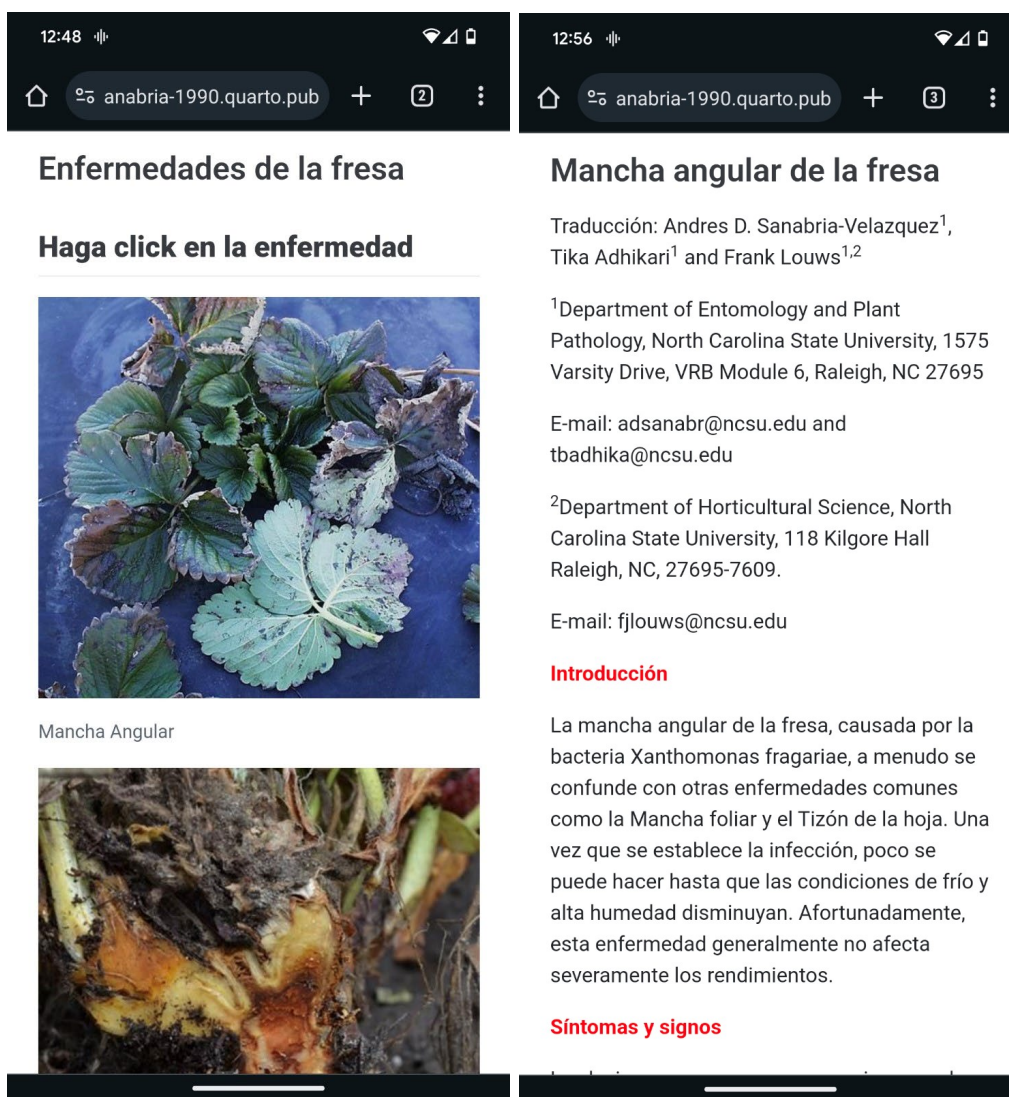 12:48
anabria-1990.quarto.pub
2
Enfermedades de la fresa
Haga click en la enfermedad
Mancha Angular
12:56
anabria-1990.quarto.pub
3
Mancha angular de la fresa
Traducción: Andres D. Sanabria-Velazquez1,
Tika Adhikari1 and Frank Louws1,2
1Department of Entomology and Plant
Pathology, North Carolina State University, 1575
Varsity Drive, VRB Module 6, Raleigh, NC 27695
E-mail: adsanabr@ncsu.edu and
tbadhika@ncsu.edu
2Department of Horticultural Science, North
Carolina State University, 118 Kilgore Hall
Raleigh, NC, 27695-7609.
E-mail: fjlouws@ncsu.edu
Introducción
La mancha angular de la fresa, causada por la
bacteria Xanthomonas fragariae, a menudo se
confunde con otras enfermedades comunes
como la Mancha foliar y el Tizón de la hoja. Una
vez que se establece la infección, poco se
puede hacer hasta que las condiciones de frío y
alta humedad disminuyan. Afortunadamente,
esta enfermedad generalmente no afecta
severamente los rendimientos.
Síntomas y signos